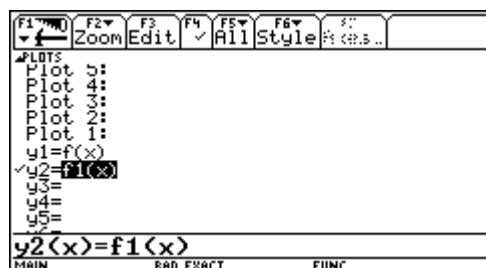 F1 F2 F3 F4 F5 F6
Zoom Edit ✓ All Style
PLOTS
Plot 5:
Plot 4:
Plot 3:
Plot 2:
Plot 1:
y1=f(x)
✓y2=f1(x)
y3=
y4=
y5=
y2(x)=f1(x)
MAIN RAD EXACT FUNC